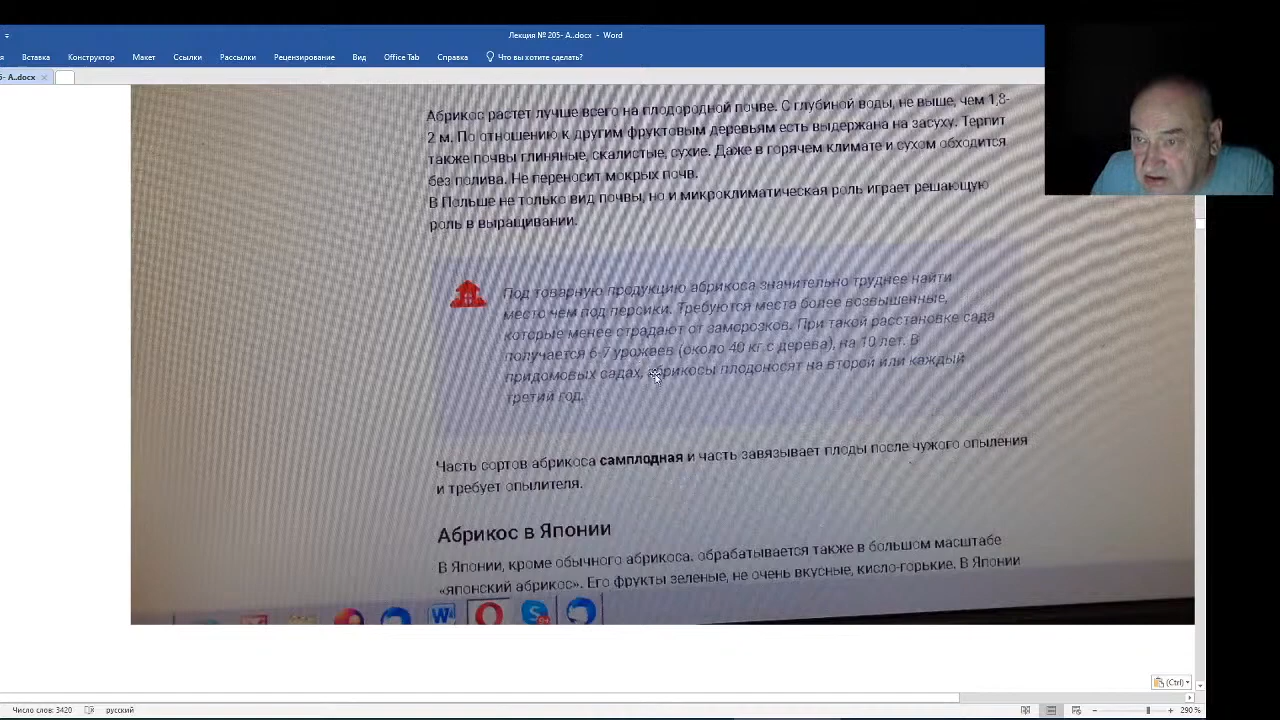 Лекция № 205- А..docx - Word
Вставка Конструктор Макет Ссылки Рассылки Рецензирование Вид Office Tab Справка Что вы хотите сделать?
А..docx
Абрикос растет лучше всего на плодородной почве. С глубиной воды, не выше, чем 1,8-
2 м. По отношению к другим фруктовым деревьям есть выдержана на засуху. Терпит
также почвы глиняные, скалистые, сухие. Даже в горячем климате и сухом обходится
без полива. Не переносит мокрых почв.
В Польше не только вид почвы, но и микроклиматическая роль играет решающую
роль в выращивании.
Под товарную продукцию абрикоса значительно труднее найти
место чем под персики. Требуются места более возвышенные,
которые менее страдают от заморозков. При такой расстановке сада
получается 6-7 урожаев (около 40 кг с дерева), на 10 лет. В
придомовых садах, абрикосы плодоносят на второй или каждый
третий год.
Часть сортов абрикоса самплодная и часть завязывает плоды после чужого опыления
и требует опылителя.
Абрикос в Японии
В Японии, кроме обычного абрикоса. обрабатывается также в большом масштабе
«японский абрикос». Его фрукты зеленые, не очень вкусные, кисло-горькие. В Японии
(Ctrl)
Число слов: 3420 русский 290 %